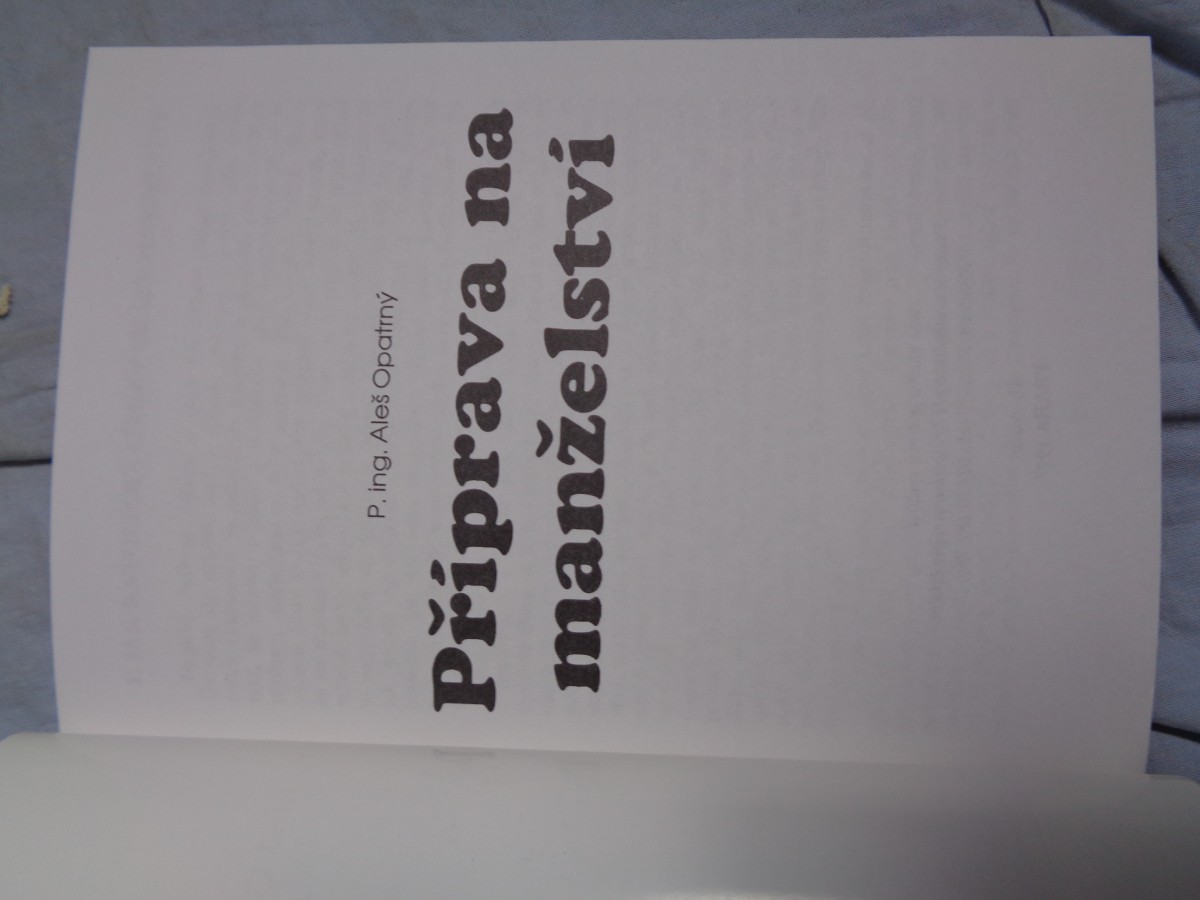 P. ing. Aleš Opatrný
Příprava na
manželství